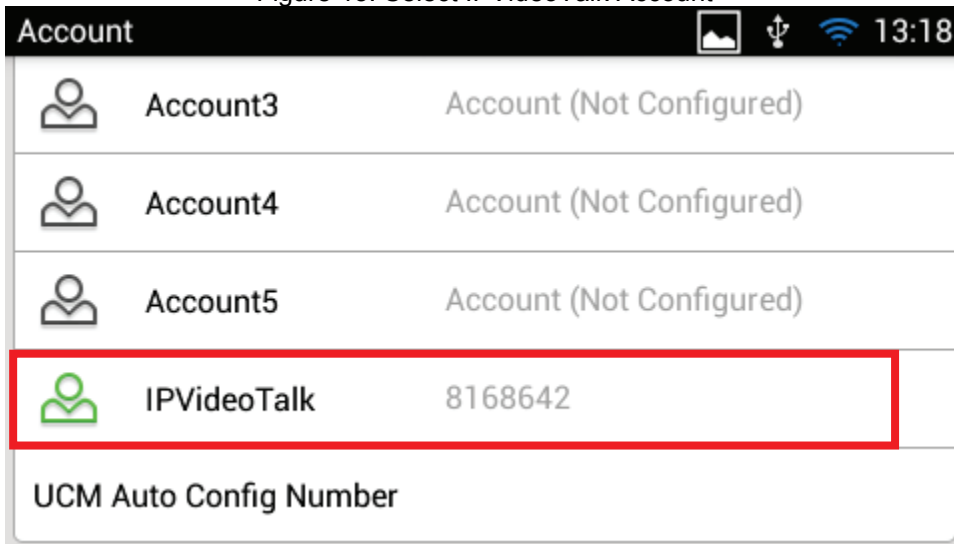 Account 13:18
Account3 Account (Not Configured)
Account4 Account (Not Configured)
Account5 Account (Not Configured)
IPVideoTalk 8168642
UCM Auto Config Number